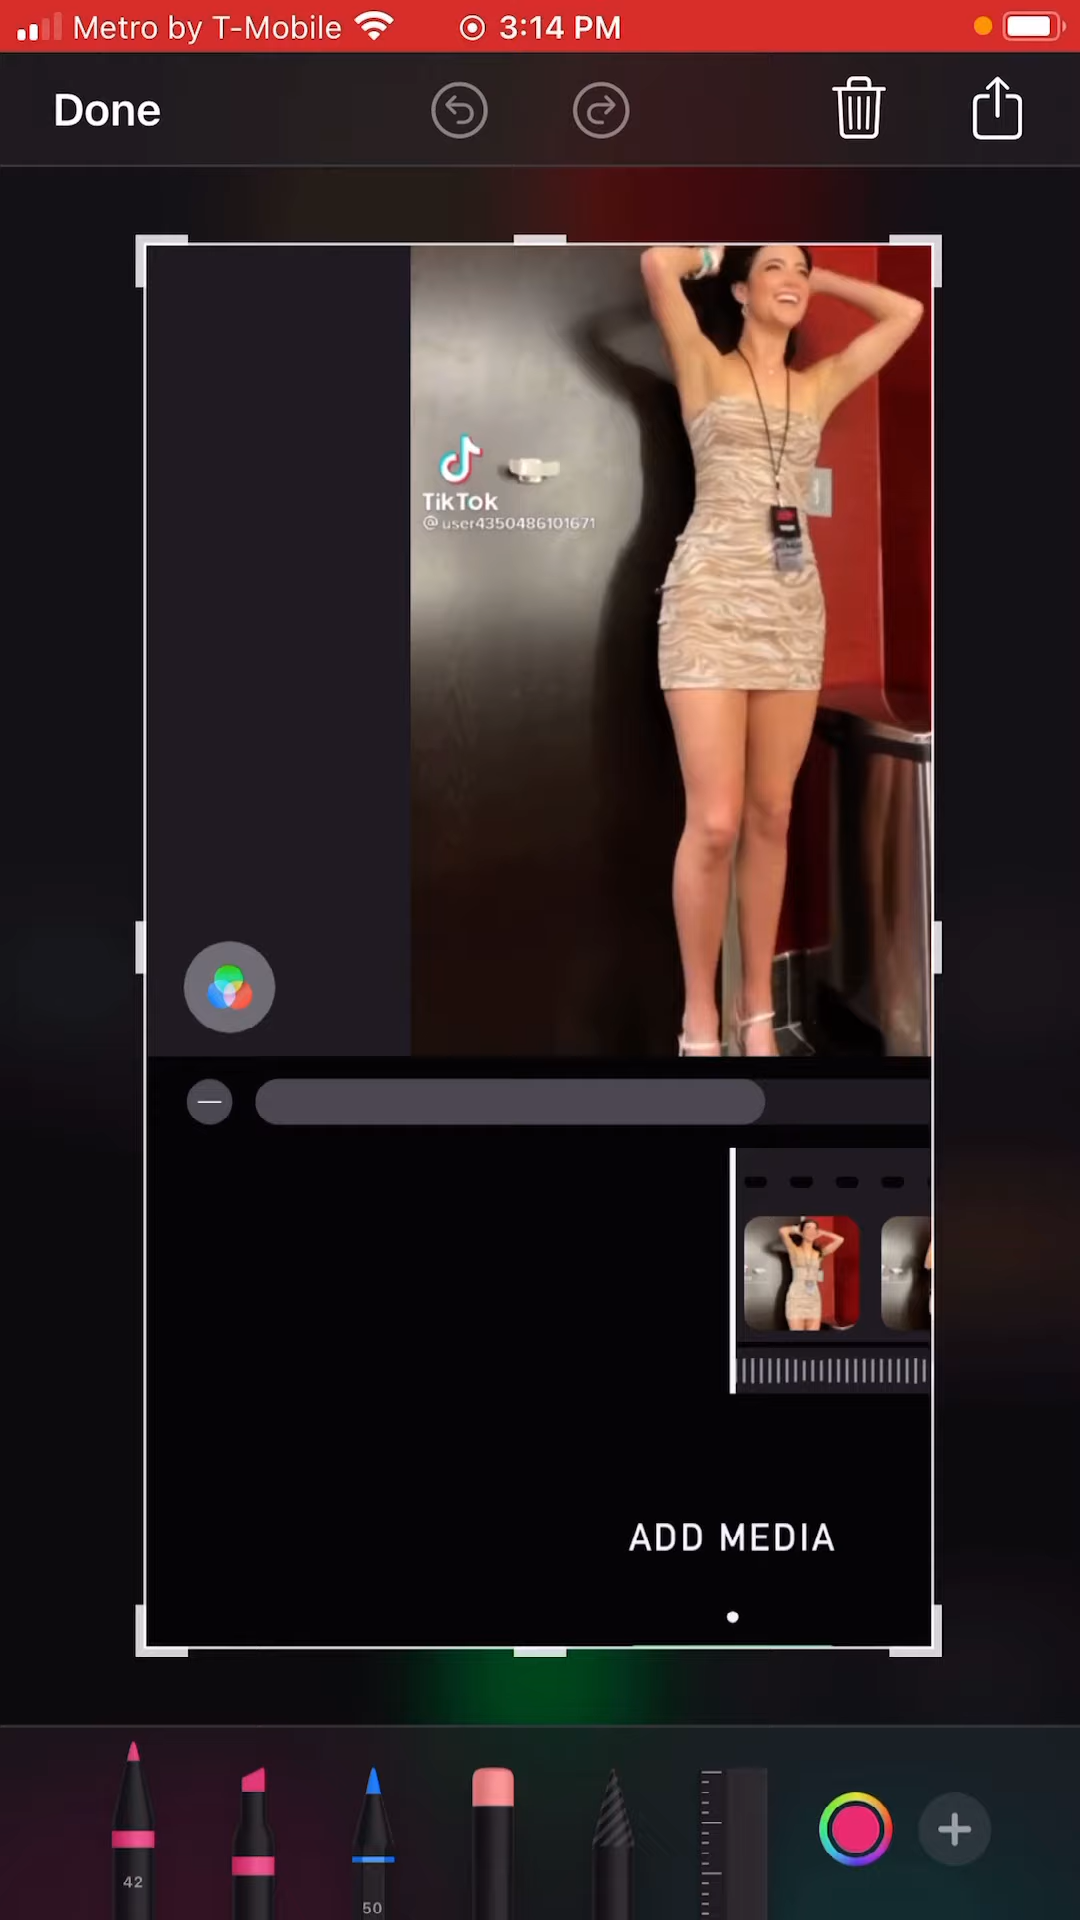 Metro by T-Mobile 3:14 PM
Done
TikTok
@user4350486101671
ADD MEDIA
42
50